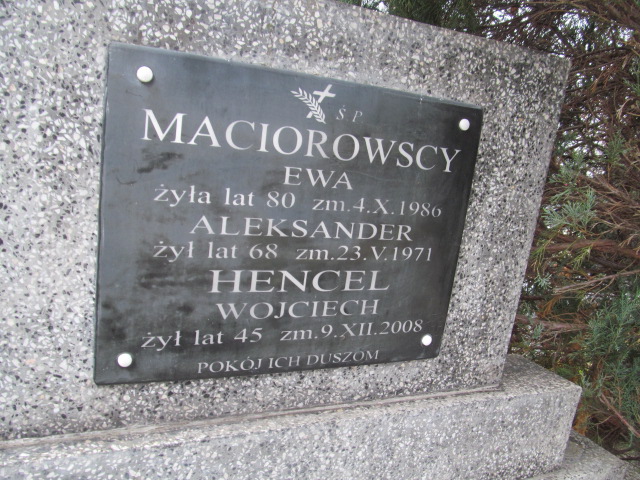 Ś P
MACIOROWSCY
EWA
żyła lat 80 zm.4.X.1986
ALEKSANDER
żył lat 68 zm.23.V.1971
HENCEL
WOJCIECH
żył lat 45 zm.9.XII.2008
POKÓJ ICH DUSZOM